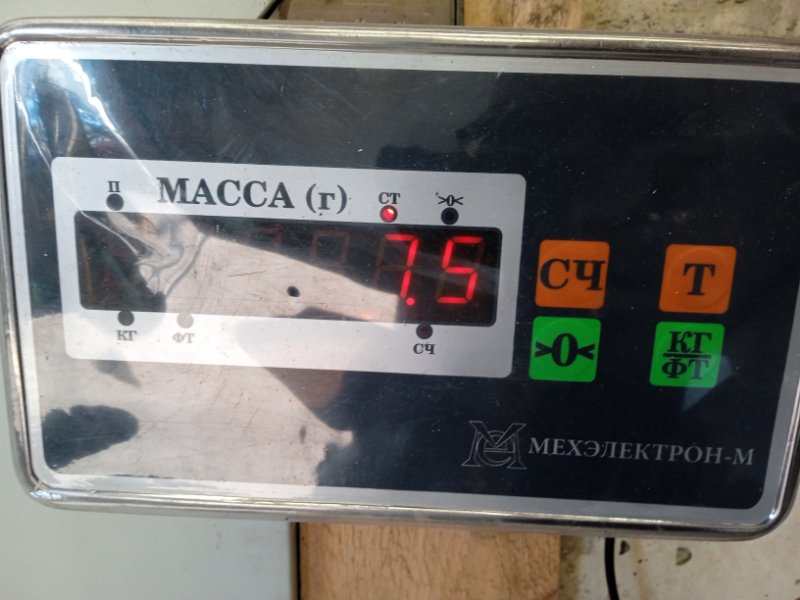 П МАССА (г) СТ >0<
7.5
КГ ФТ СЧ
СЧ Т
>0< КГ/ФТ
МЕХЭЛЕКТРОН-М